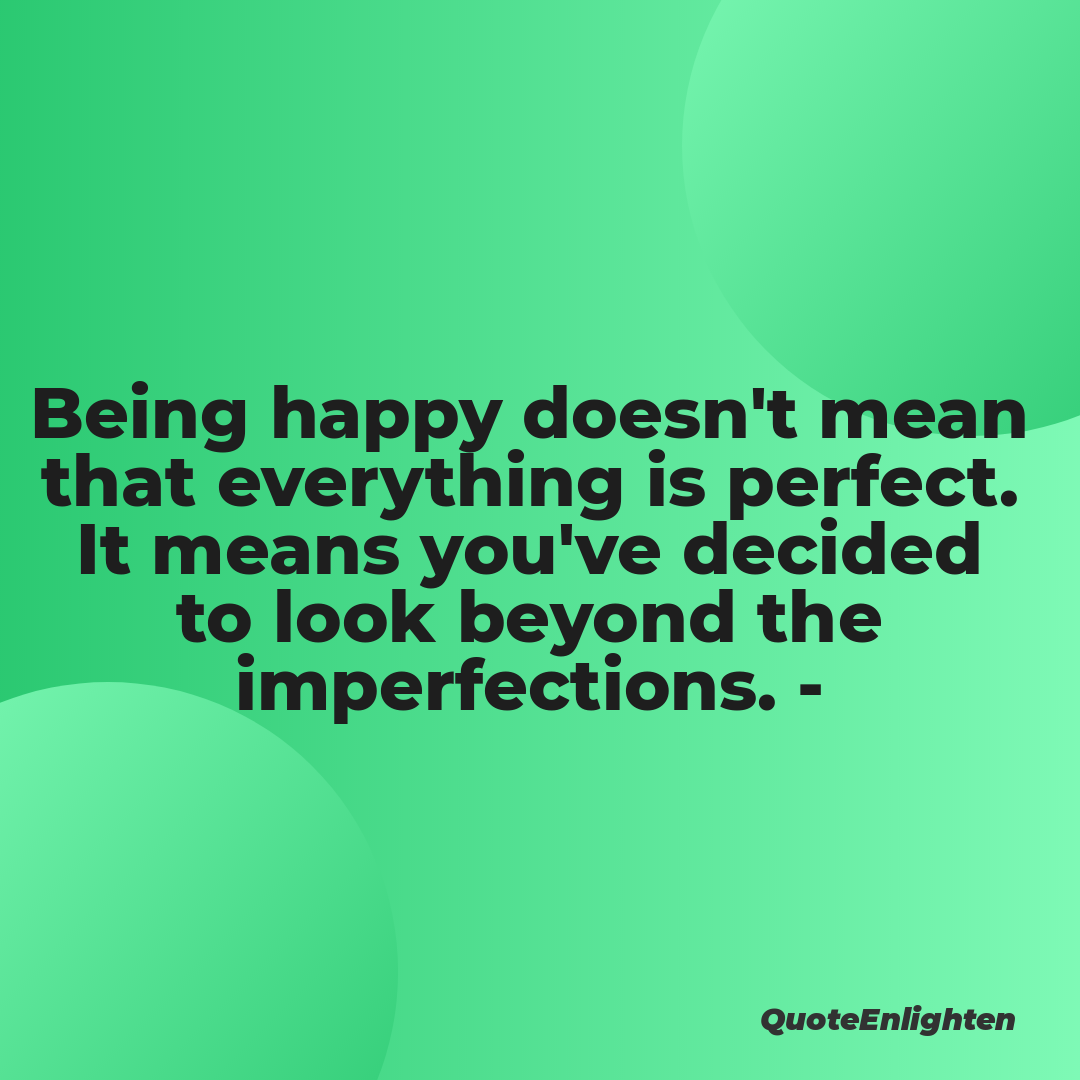 Being happy doesn't mean
that everything is perfect.
It means you've decided
to look beyond the
imperfections. -
QuoteEnlighten